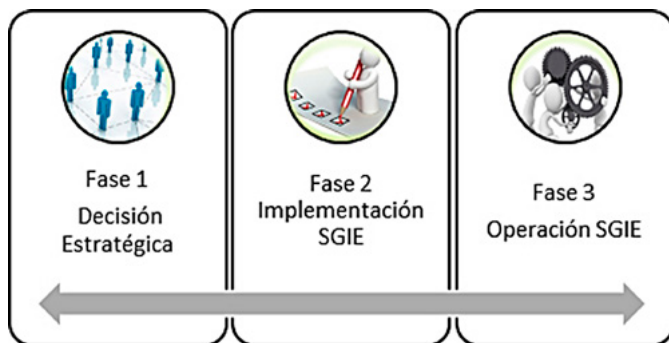 Fase 1
Decisión
Estratégica
Fase 2
Implementación
SGIE
Fase 3
Operación SGIE